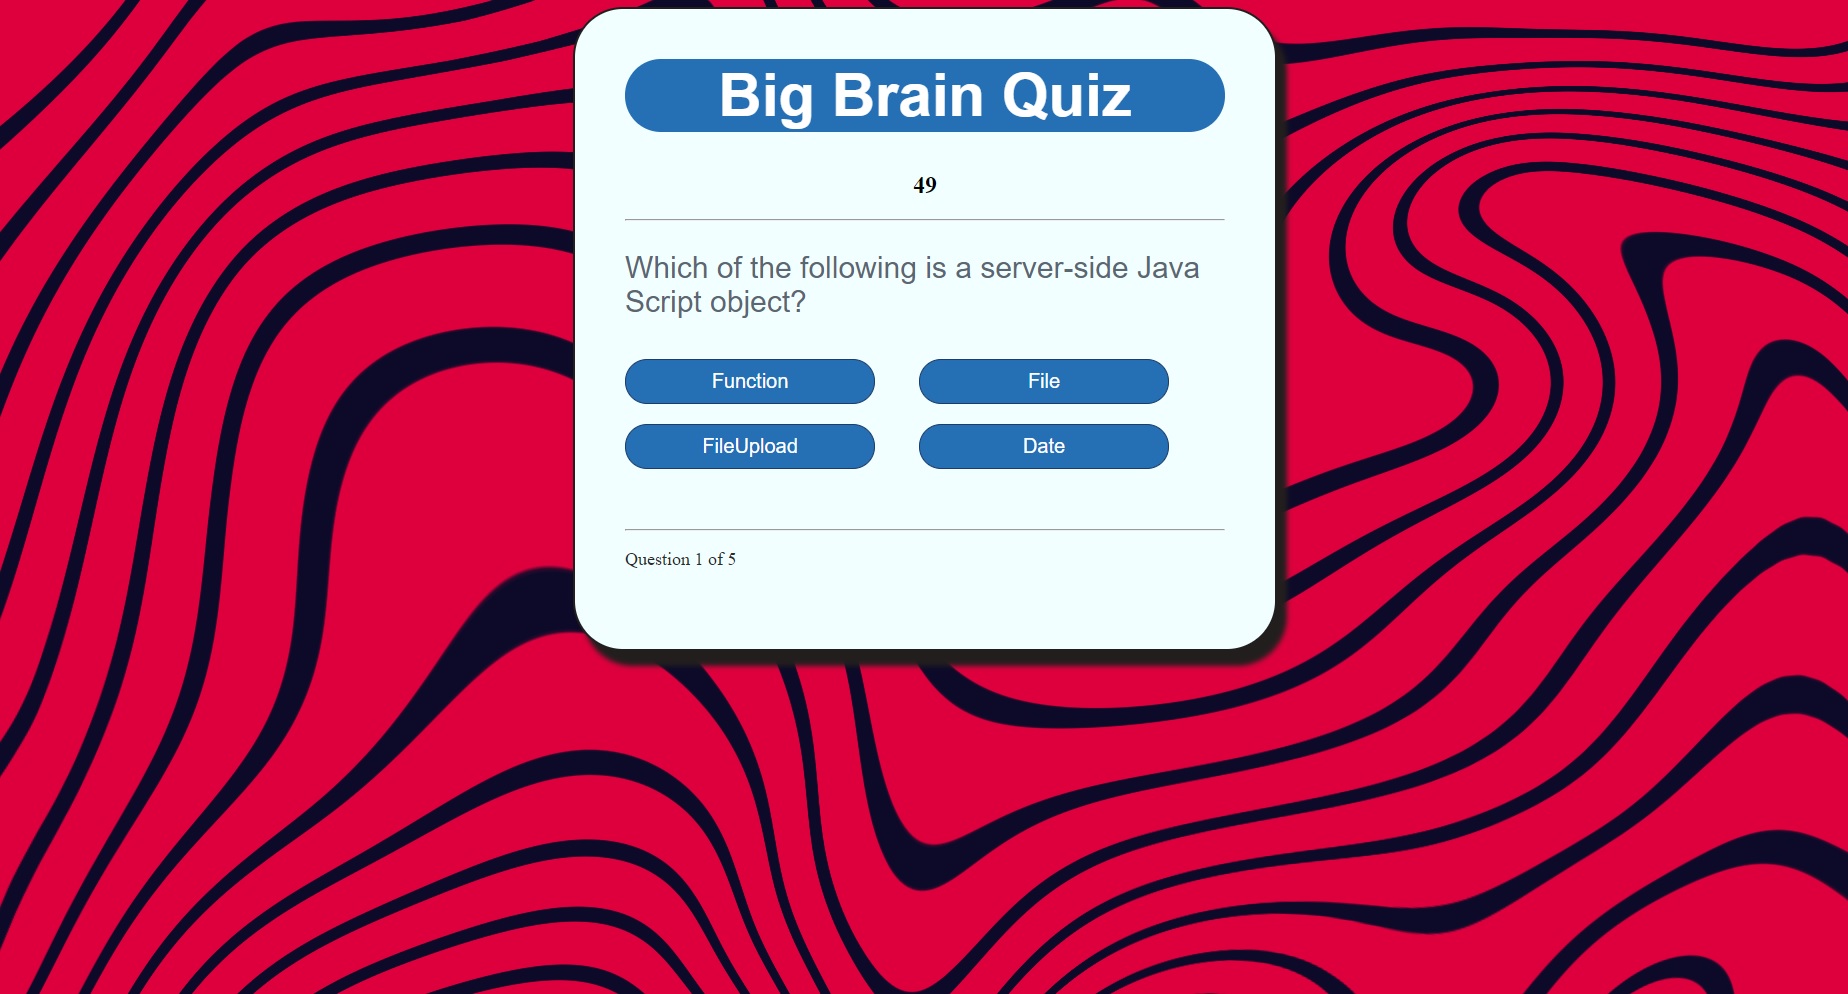 Big Brain Quiz
49
Which of the following is a server-side Java
Script object?
Function
File
FileUpload
Date
Question 1 of 5